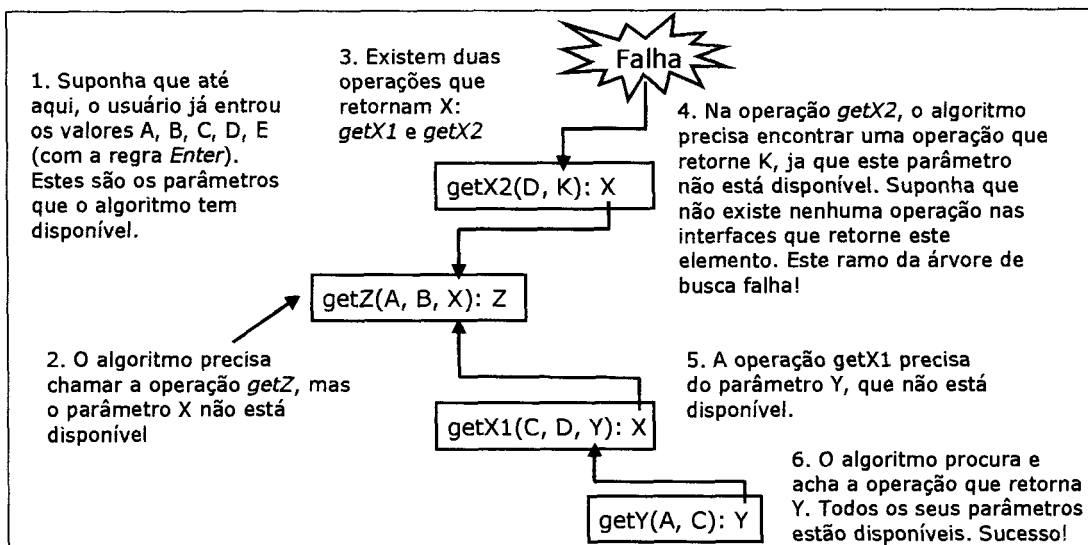 1. Suponha que até
aqui, o usuário já entrou
os valores A, B, C, D, E
(com a regra Enter).
Estes são os parâmetros
que o algoritmo tem
disponível.
3. Existem duas
operações que
retornam X:
getX1 e getX2
Falha
4. Na operação getX2, o algoritmo
precisa encontrar uma operação que
retorne K, ja que este parâmetro
não está disponível. Suponha que
não existe nenhuma operação nas
interfaces que retorne este
elemento. Este ramo da árvore de
busca falha!
getX2(D, K): X
getZ(A, B, X): Z
2. O algoritmo precisa
chamar a operação getZ, mas
o parâmetro X não está
disponível
5. A operação getX1 precisa
do parâmetro Y, que não está
disponível.
getX1(C, D, Y): X
6. O algoritmo procura e
acha a operação que retorna
Y. Todos os seus parâmetros
estão disponíveis. Sucesso!
getY(A, C): Y